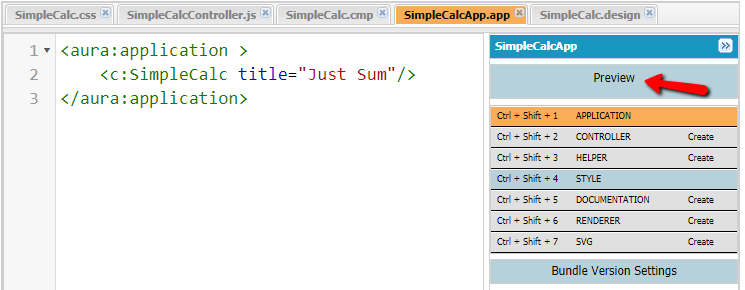 SimpleCalc.css SimpleCalcController.js SimpleCalc.cmp SimpleCalcApp.app SimpleCalc.design
1 <aura:application >
2 <c:SimpleCalc title="Just Sum"/>
3 </aura:application>
SimpleCalcApp
Preview
Ctrl + Shift + 1 APPLICATION
Ctrl + Shift + 2 CONTROLLER Create
Ctrl + Shift + 3 HELPER Create
Ctrl + Shift + 4 STYLE
Ctrl + Shift + 5 DOCUMENTATION Create
Ctrl + Shift + 6 RENDERER Create
Ctrl + Shift + 7 SVG Create
Bundle Version Settings